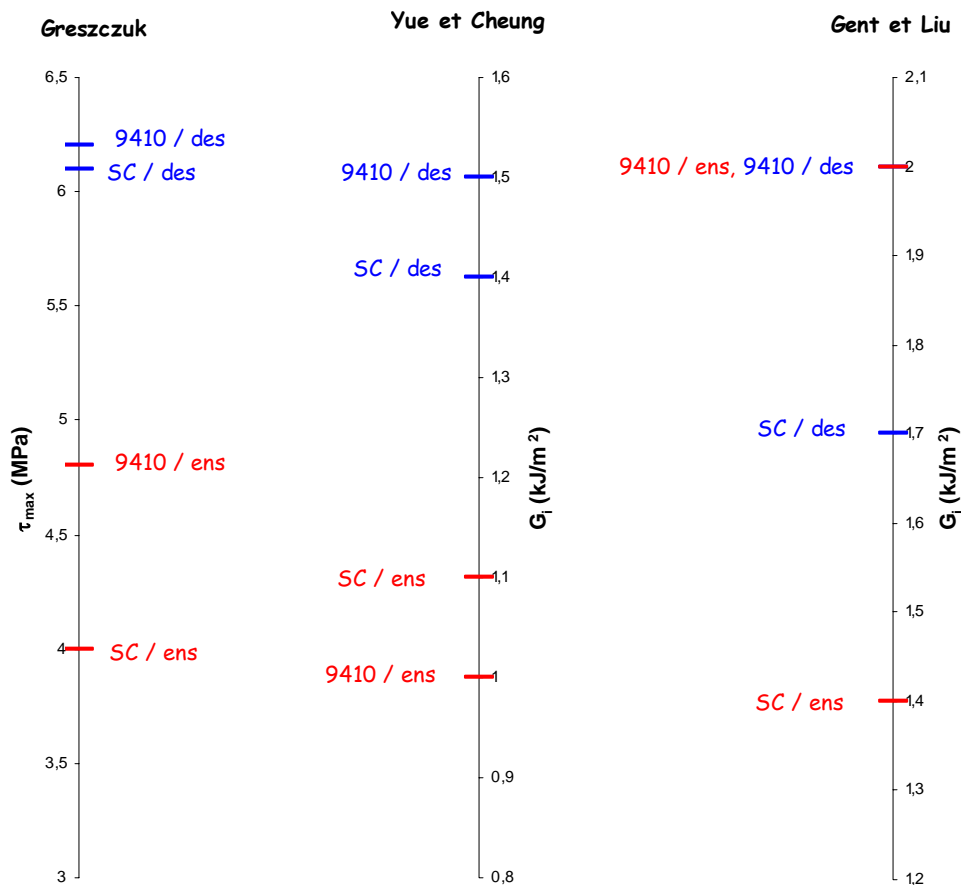 Greszczuk
Yue et Cheung
Gent et Liu
6,5
6
5,5
5
4,5
4
3,5
3
τmax (MPa)
9410 / des
SC / des
9410 / ens
SC / ens
1,6
1,5
1,4
1,3
1,2
1,1
1
0,9
0,8
Gi (kJ/m²)
9410 / des
SC / des
SC / ens
9410 / ens
2,1
2
1,9
1,8
1,7
1,6
1,5
1,4
1,3
1,2
Gi (kJ/m²)
9410 / ens, 9410 / des
SC / des
SC / ens